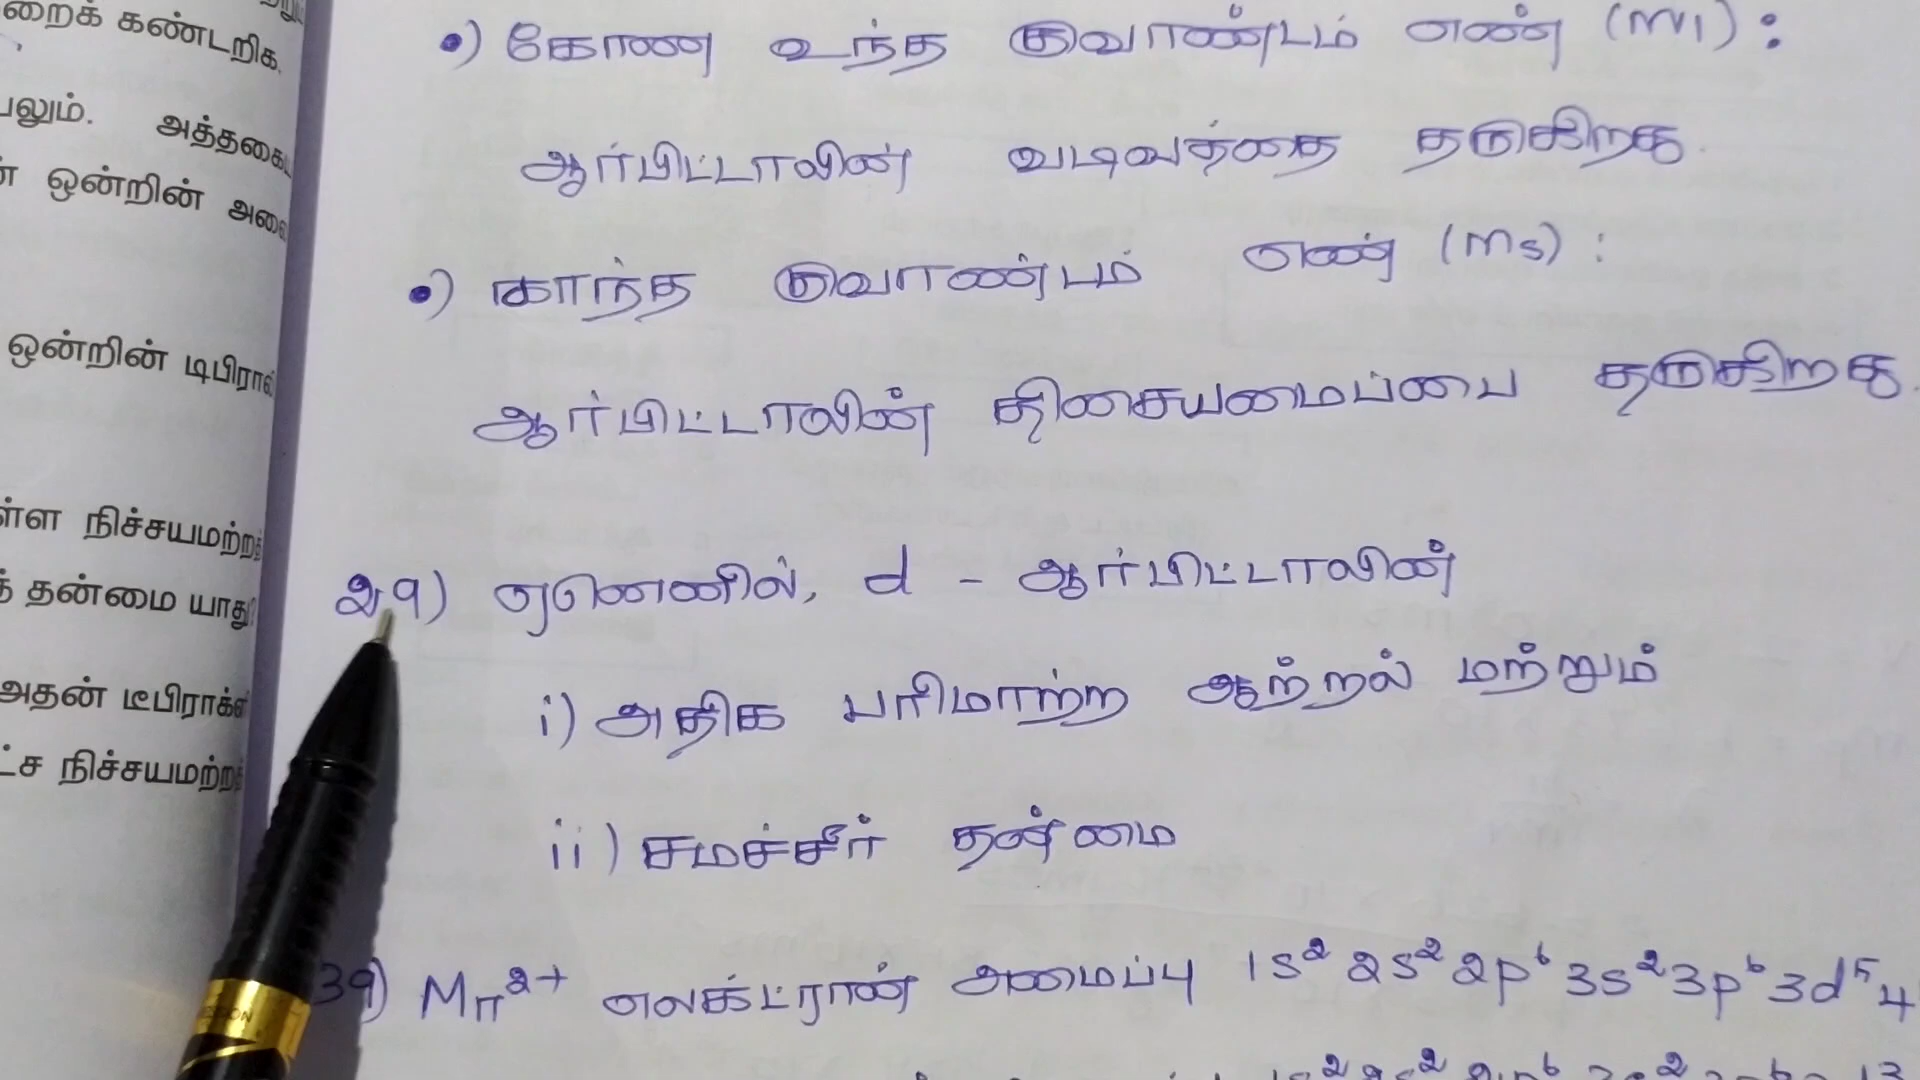 றைக் கண்டறிக.
பலும். அத்தகைய
ஒன்றின் அலை
ஒன்றின் டிபிரா
ள்ள நிச்சயமற்ற
தன்மை யாது
அதன் டீபிராக்
நிச்சயமற்ற
•) கோண உந்த குவாண்டம் எண் (ml) :
ஆர்பிட்டாலின் வடிவத்தை தருகிறது.
•) காந்த குவொண்டம் எண் (ms) :
ஆர்பிட்டாலின் திசையமைப்பை தருகிறது.
29) ஏனெனில், d - ஆர்பிட்டாலின்
i) அதிக பரிமாற்ற ஆற்றல் மற்றும்
ii) சமச்சீர் தன்மை
39) Mn²⁺ எலக்ட்ரான் அமைப்பு 1s² 2s² 2p⁶ 3s² 3p⁶ 3d⁵ 4